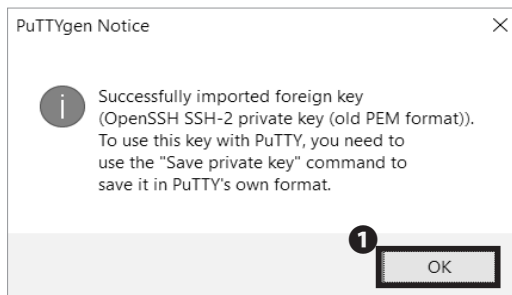 PuTTYgen Notice
Successfully imported foreign key
(OpenSSH SSH-2 private key (old PEM format)).
To use this key with PuTTY, you need to
use the "Save private key" command to
save it in PuTTY's own format.
1
OK